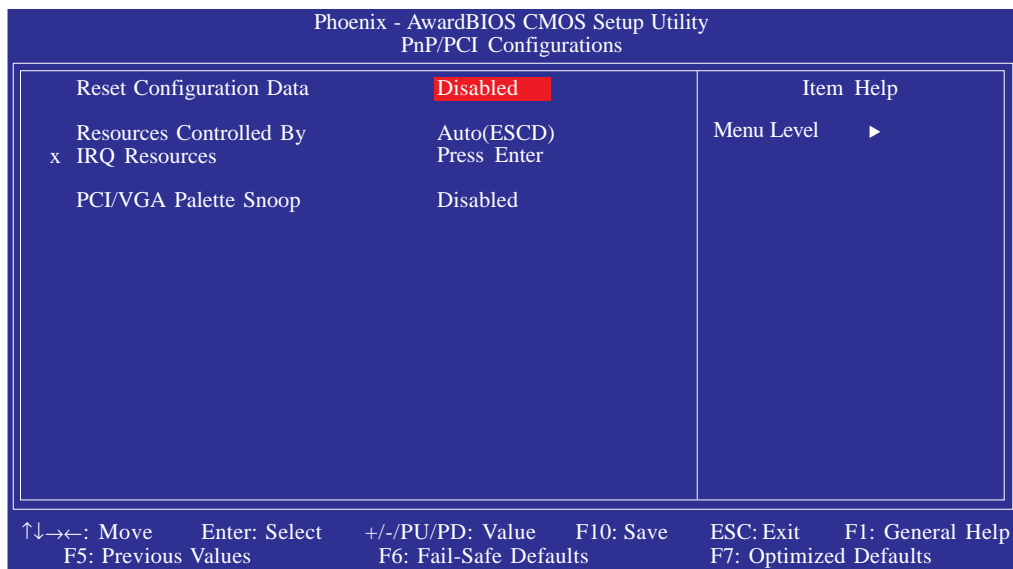 Phoenix - AwardBIOS CMOS Setup Utility
PnP/PCI Configurations
Reset Configuration Data Disabled
Resources Controlled By Auto(ESCD)
x IRQ Resources Press Enter
PCI/VGA Palette Snoop Disabled
Item Help
Menu Level ▶
↑↓→←: Move Enter: Select +/-/PU/PD: Value F10: Save ESC: Exit F1: General Help
F5: Previous Values F6: Fail-Safe Defaults F7: Optimized Defaults